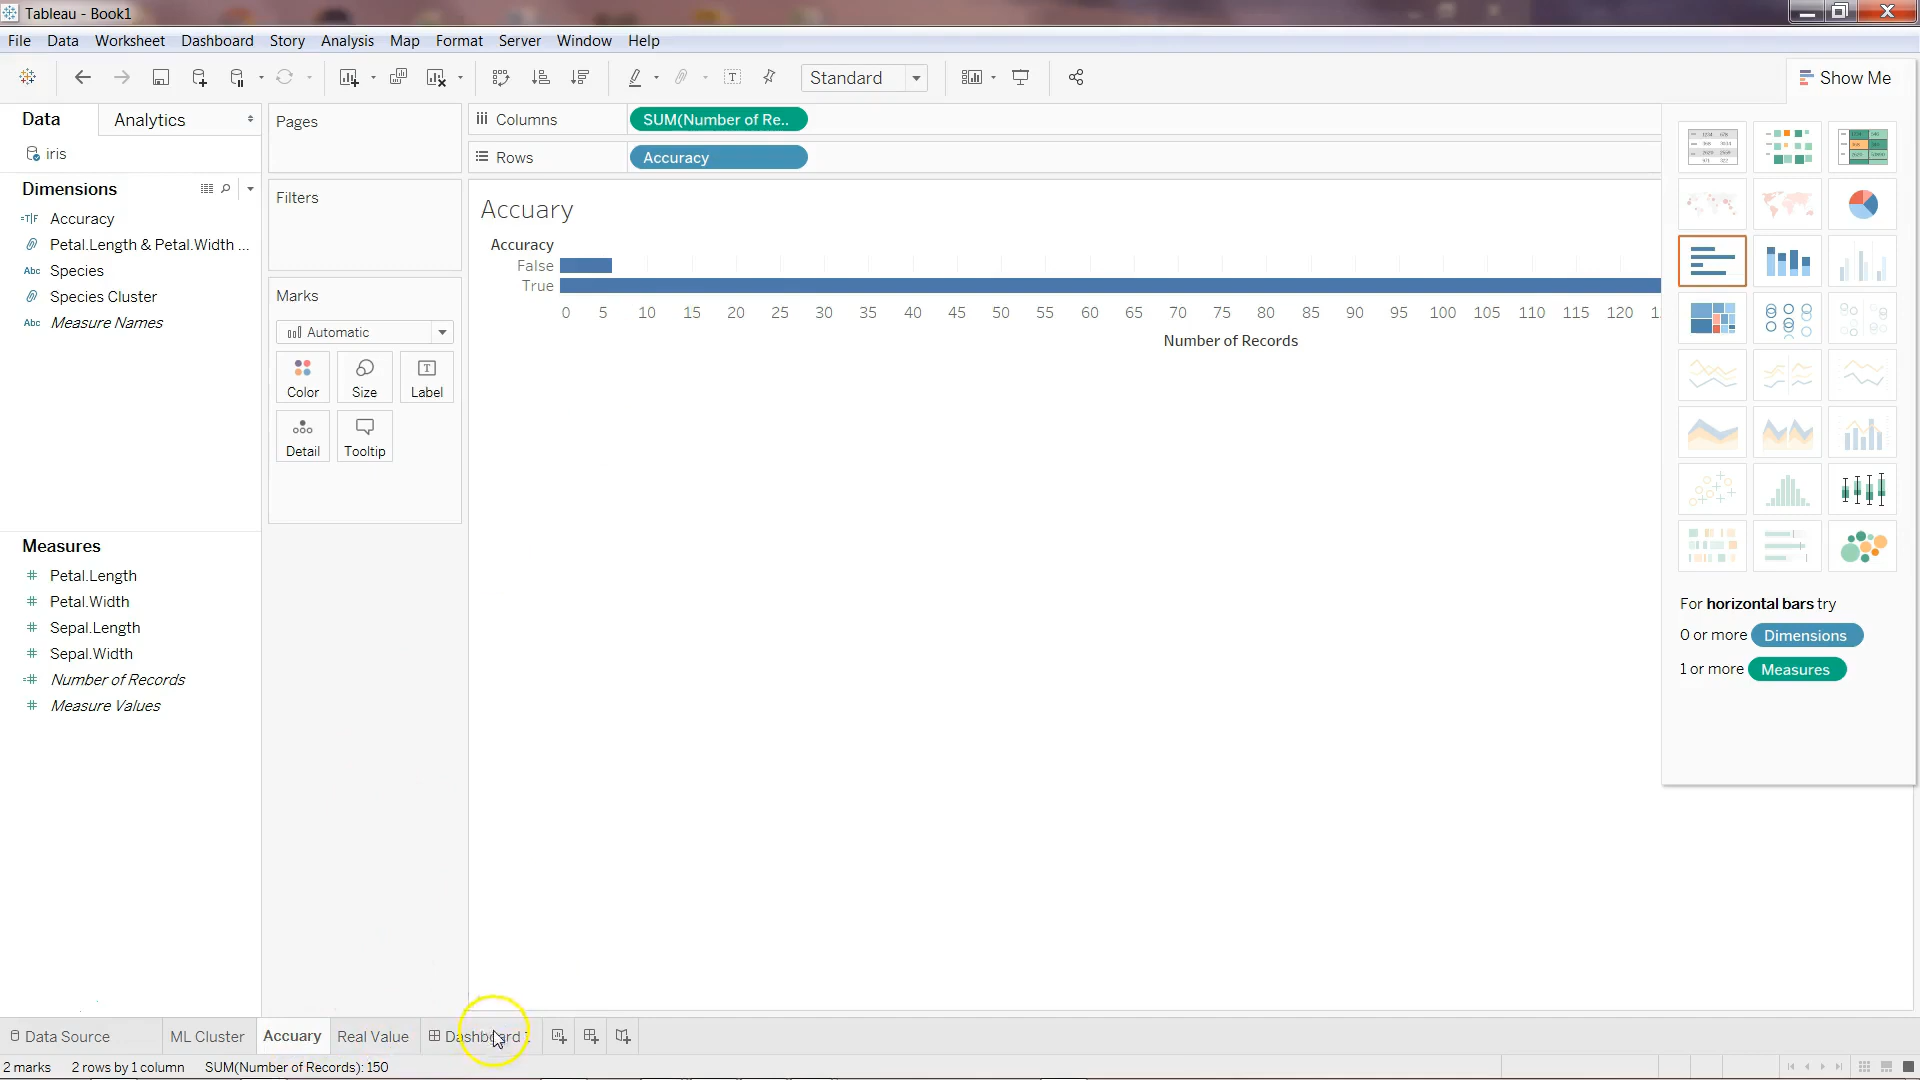 Tableau - Book1
File Data Worksheet Dashboard Story Analysis Map Format Server Window Help
Standard
Show Me
Data Analytics
iris
Dimensions
Accuracy
Petal.Length & Petal.Width ...
Species
Species Cluster
Measure Names
Measures
Petal.Length
Petal.Width
Sepal.Length
Sepal.Width
Number of Records
Measure Values
Pages
Filters
Marks
Automatic
Color Size Label
Detail Tooltip
Columns SUM(Number of Re..
Rows Accuracy
Accuary
Accuracy
False
True
0 5 10 15 20 25 30 35 40 45 50 55 60 65 70 75 80 85 90 95 100 105 110 115 120
Number of Records
For horizontal bars try
0 or more Dimensions
1 or more Measures
Data Source ML Cluster Accuary Real Value Dashboard 1
2 marks 2 rows by 1 column SUM(Number of Records): 150